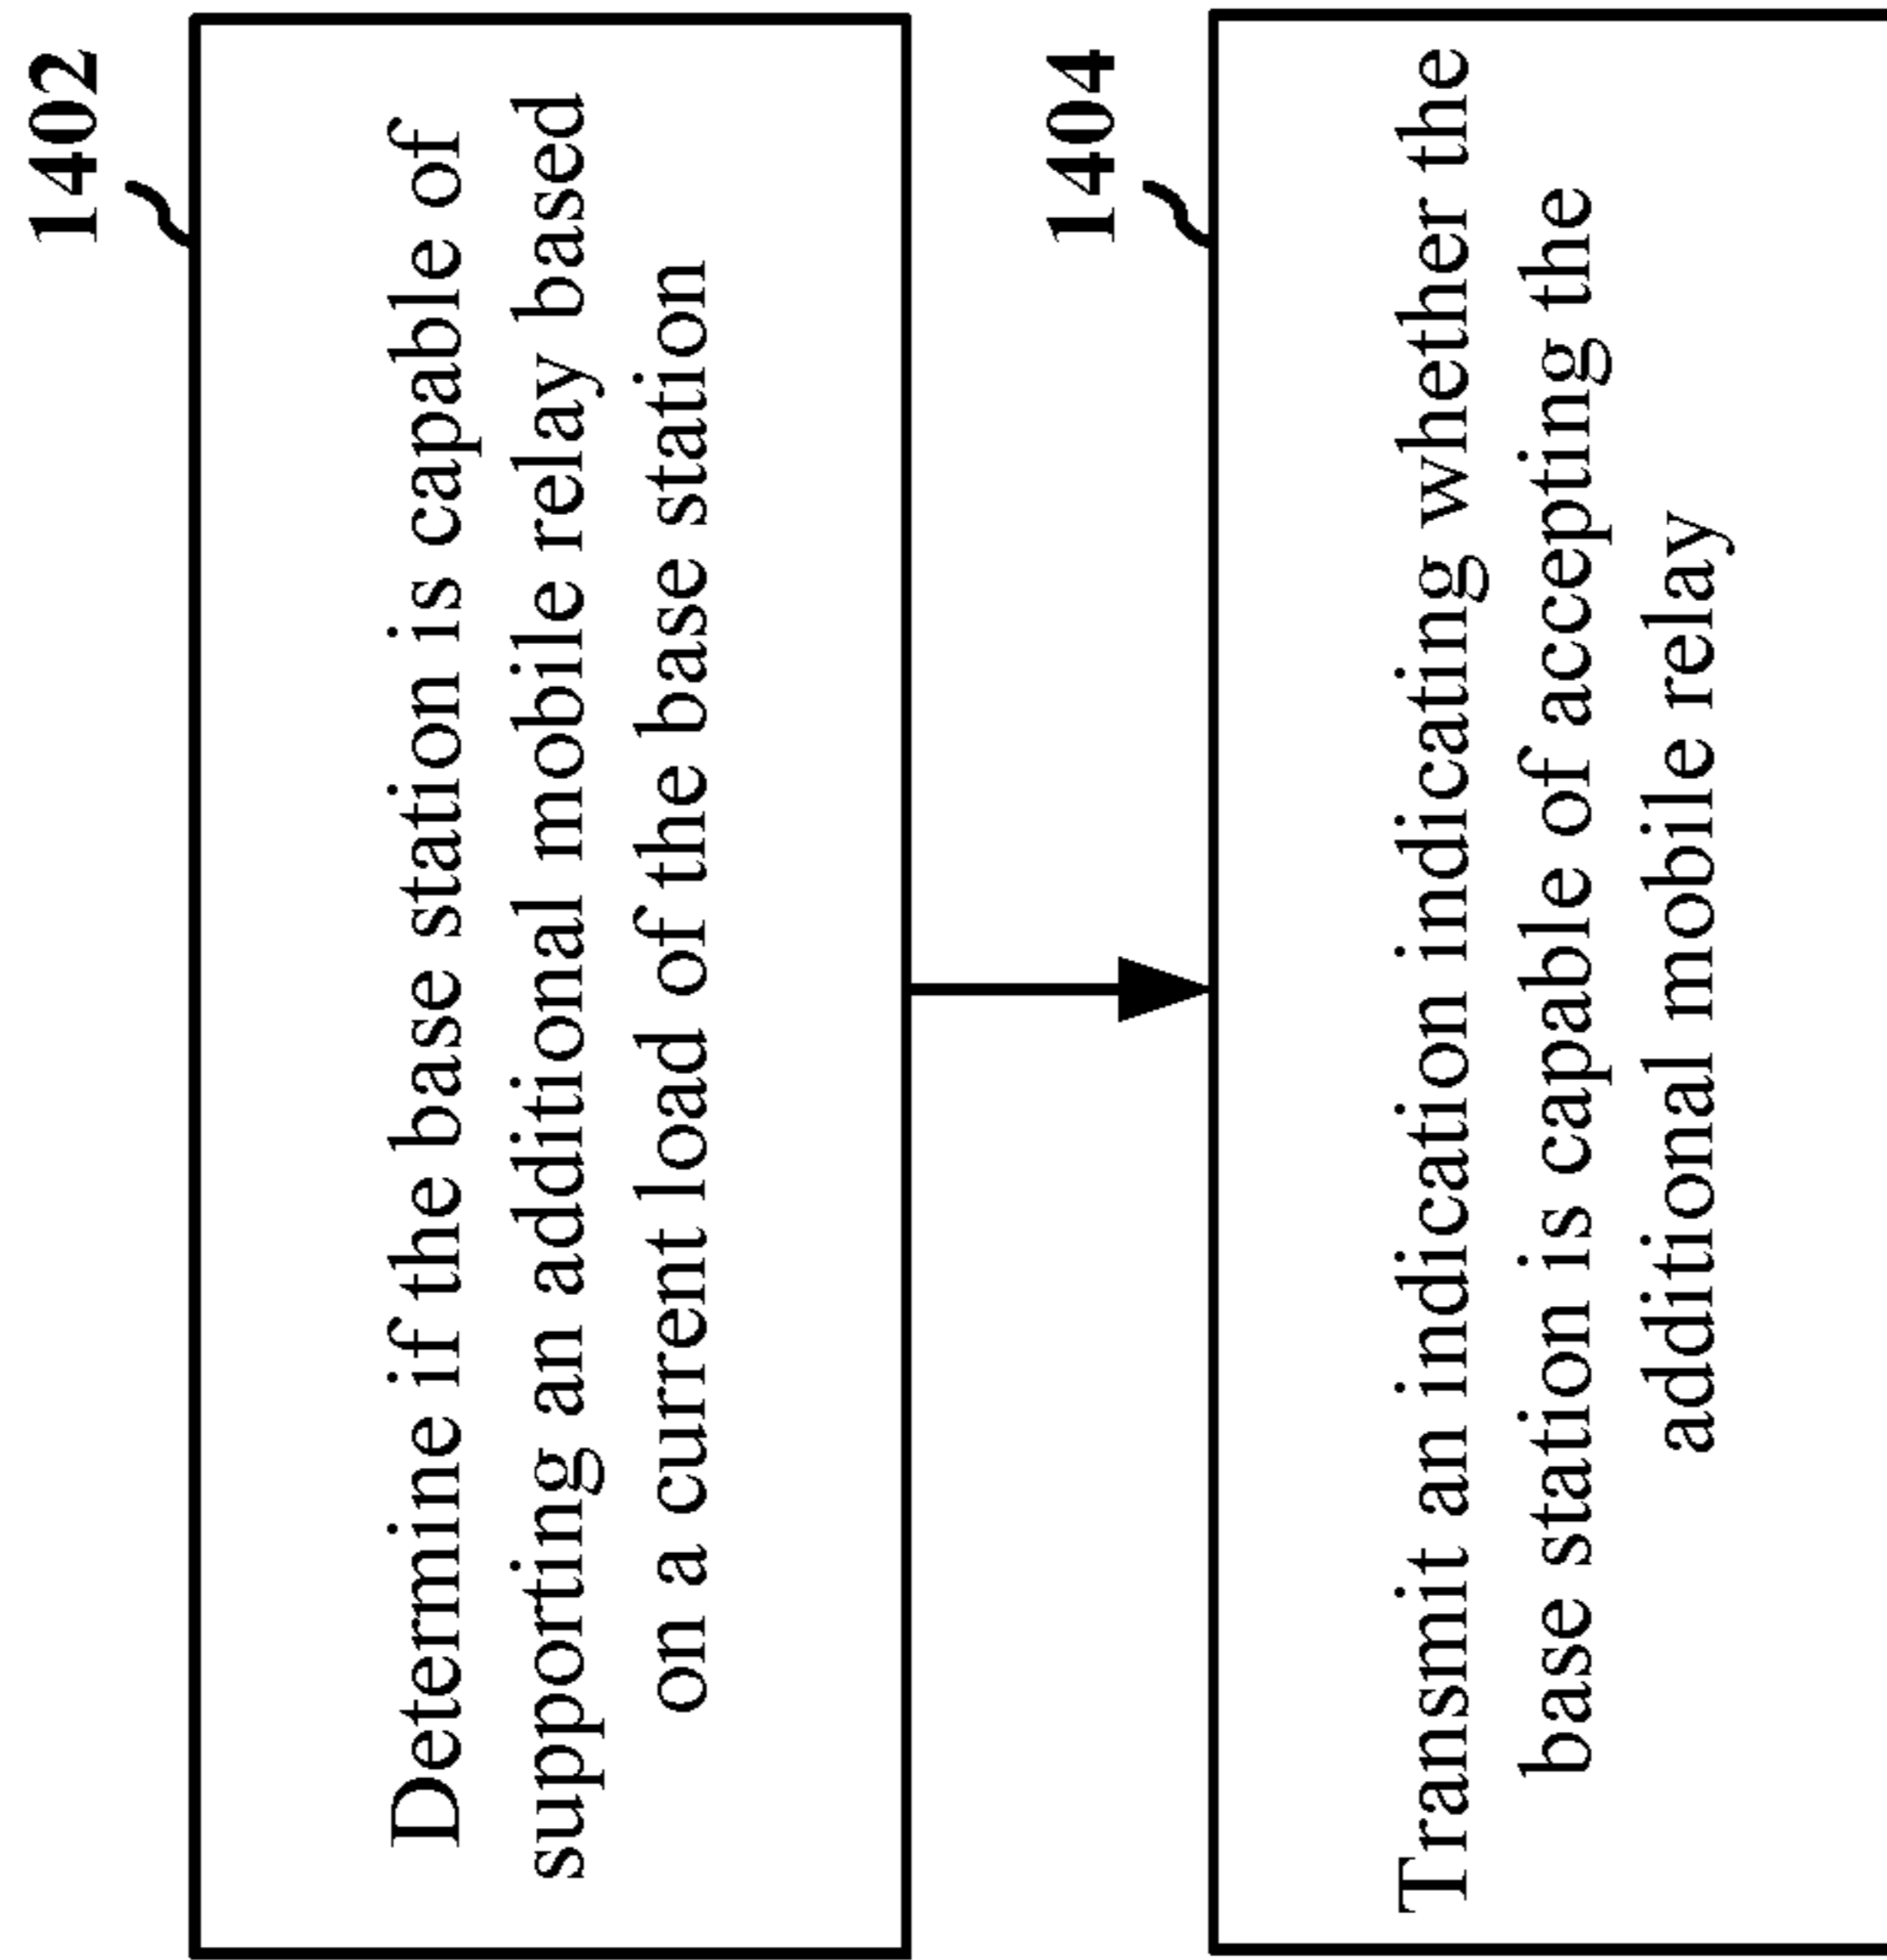 1402
Determine if the base station is capable of
supporting an additional mobile relay based
on a current load of the base station
1404
Transmit an indication indicating whether the
base station is capable of accepting the
additional mobile relay